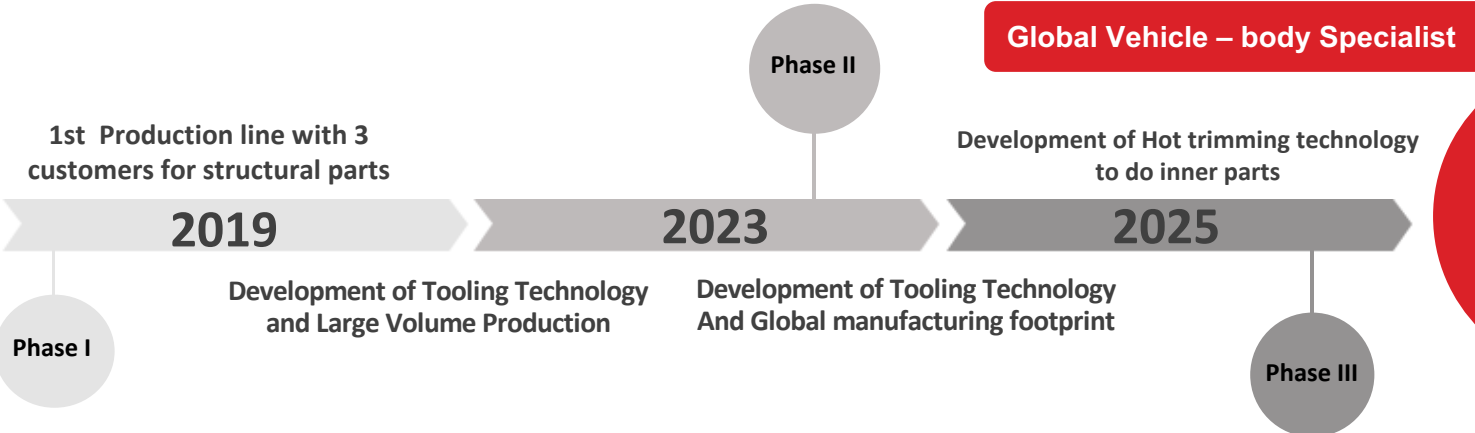 Global Vehicle – body Specialist
Phase II
1st Production line with 3
customers for structural parts
Development of Hot trimming technology
to do inner parts
2019
2023
2025
Development of Tooling Technology
and Large Volume Production
Development of Tooling Technology
And Global manufacturing footprint
Phase I
Phase III